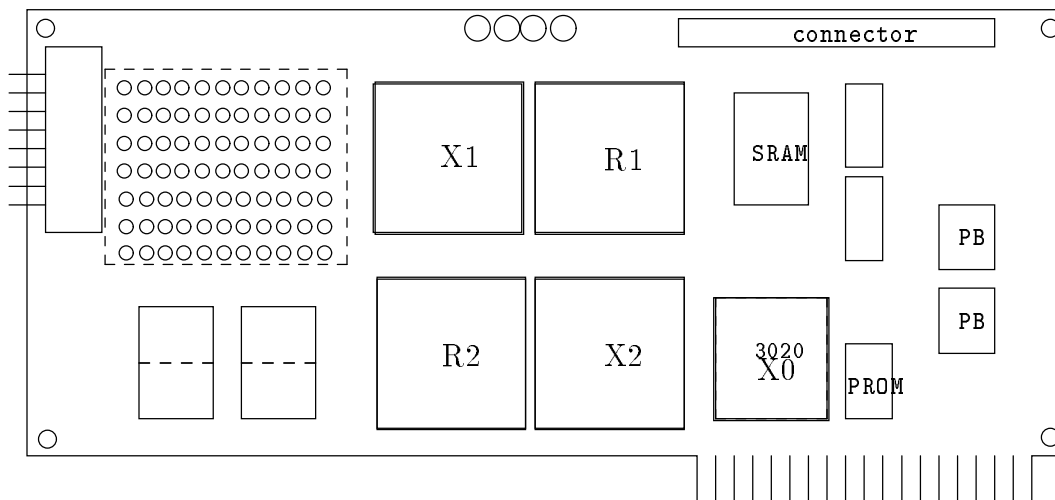 connector
X1
R1
SRAM
PB
PB
R2
X2
3020
X0
PROM